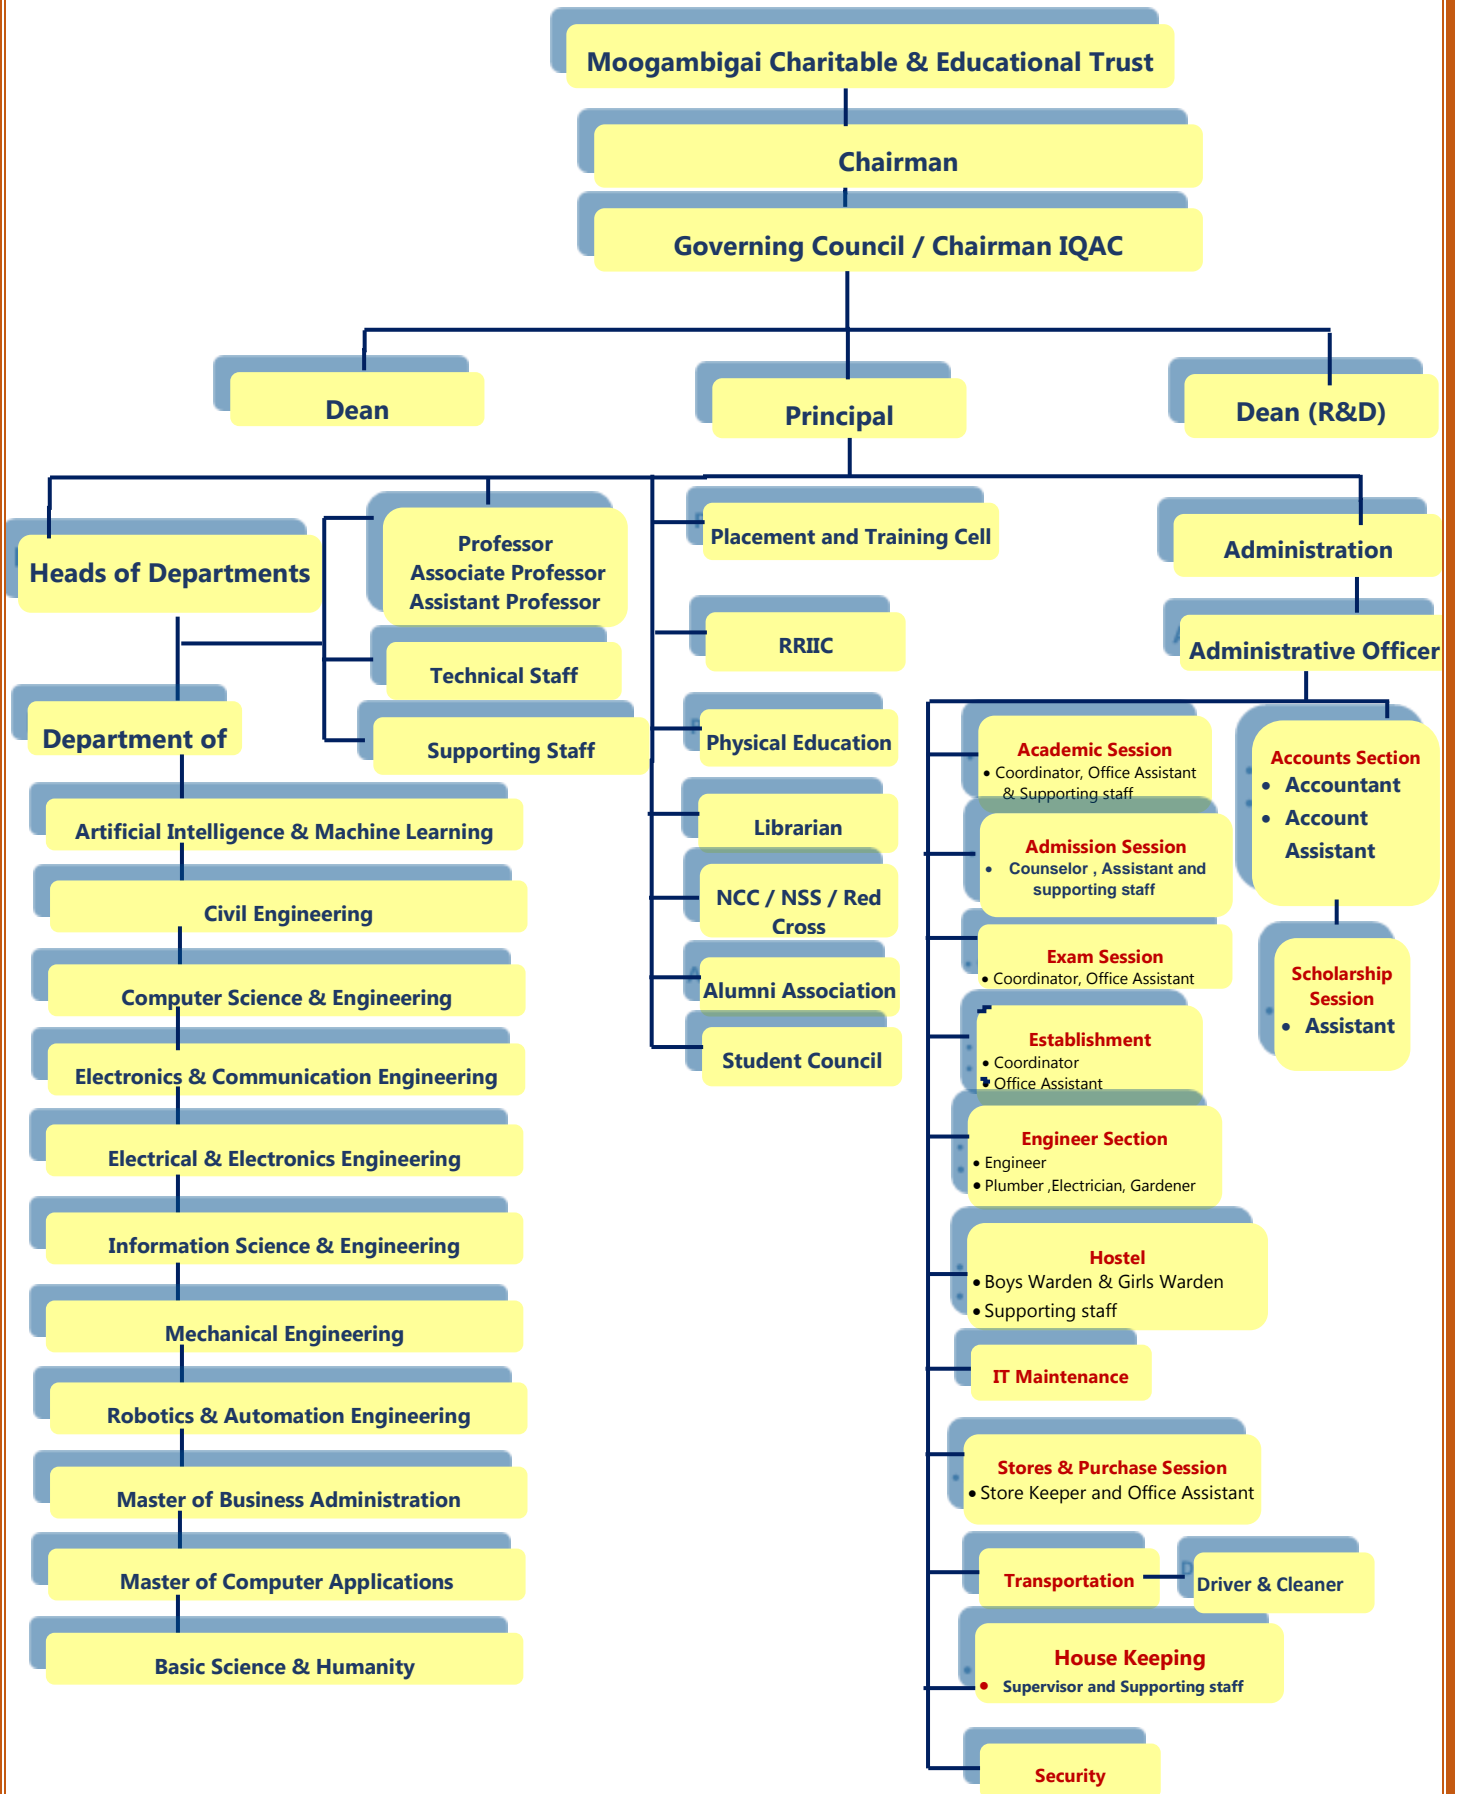 Moogambigai Charitable & Educational Trust
Chairman
Governing Council / Chairman IQAC
Dean
Principal
Dean (R&D)
Heads of Departments
Professor
Associate Professor
Assistant Professor
Technical Staff
Supporting Staff
Department of
Artificial Intelligence & Machine Learning
Civil Engineering
Computer Science & Engineering
Electronics & Communication Engineering
Electrical & Electronics Engineering
Information Science & Engineering
Mechanical Engineering
Robotics & Automation Engineering
Master of Business Administration
Master of Computer Applications
Basic Science & Humanity
Placement and Training Cell
RRIIC
Physical Education
Librarian
NCC / NSS / Red
Cross
Alumni Association
Student Council
Administration
Administrative Officer
Academic Session
• Coordinator, Office Assistant
& Supporting staff
Admission Session
• Counselor , Assistant and
supporting staff
Exam Session
• Coordinator, Office Assistant
Establishment
• Coordinator
• Office Assistant
Engineer Section
• Engineer
• Plumber ,Electrician, Gardener
Hostel
• Boys Warden & Girls Warden
• Supporting staff
IT Maintenance
Stores & Purchase Session
• Store Keeper and Office Assistant
Transportation
Driver & Cleaner
House Keeping
• Supervisor and Supporting staff
Security
Accounts Section
• Accountant
• Account
Assistant
Scholarship
Session
• Assistant